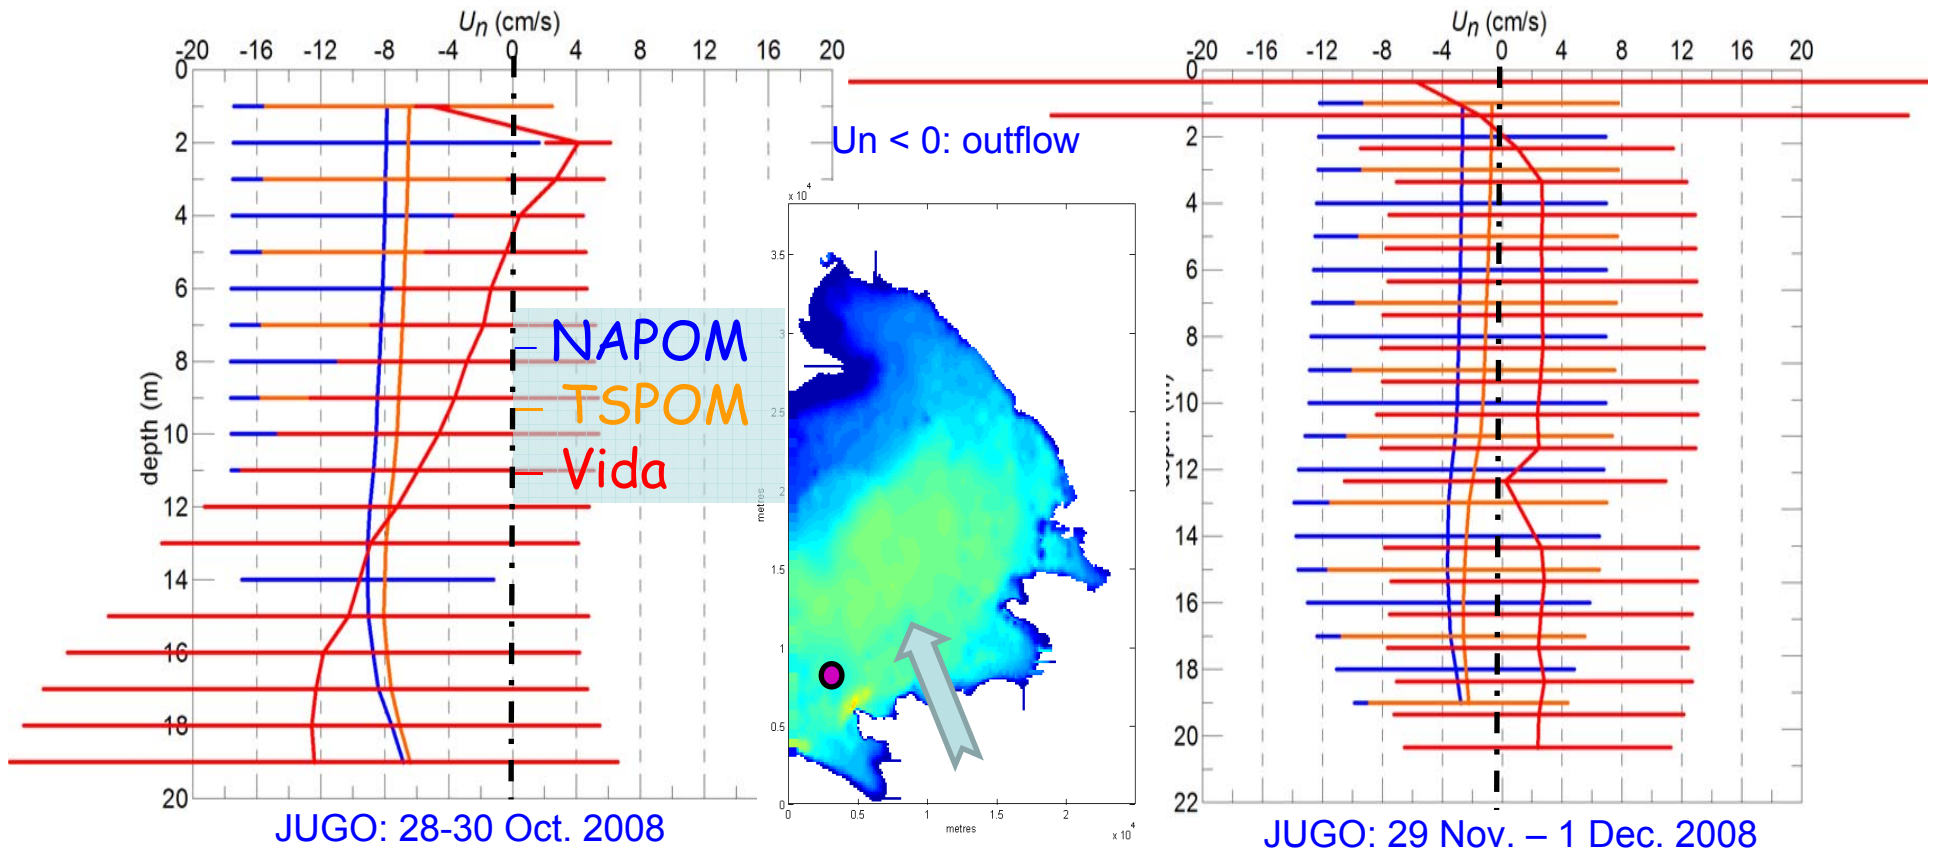 Un (cm/s)
-20 -16 -12 -8 -4 0 4 8 12 16 20
0
2
4
6
8
10
12
14
16
18
20
depth (m)
NAPOM
TSPOM
Vida
JUGO: 28-30 Oct. 2008
Un < 0: outflow
x 10 4
3.5
3
2.5
2
1.5
1
0.5
0
metres
0 0.5 1 1.5 2
metres
x 10 4
Un (cm/s)
-20 -16 -12 -8 -4 0 4 8 12 16 20
0
2
4
6
8
10
12
14
16
18
20
22
JUGO: 29 Nov. – 1 Dec. 2008